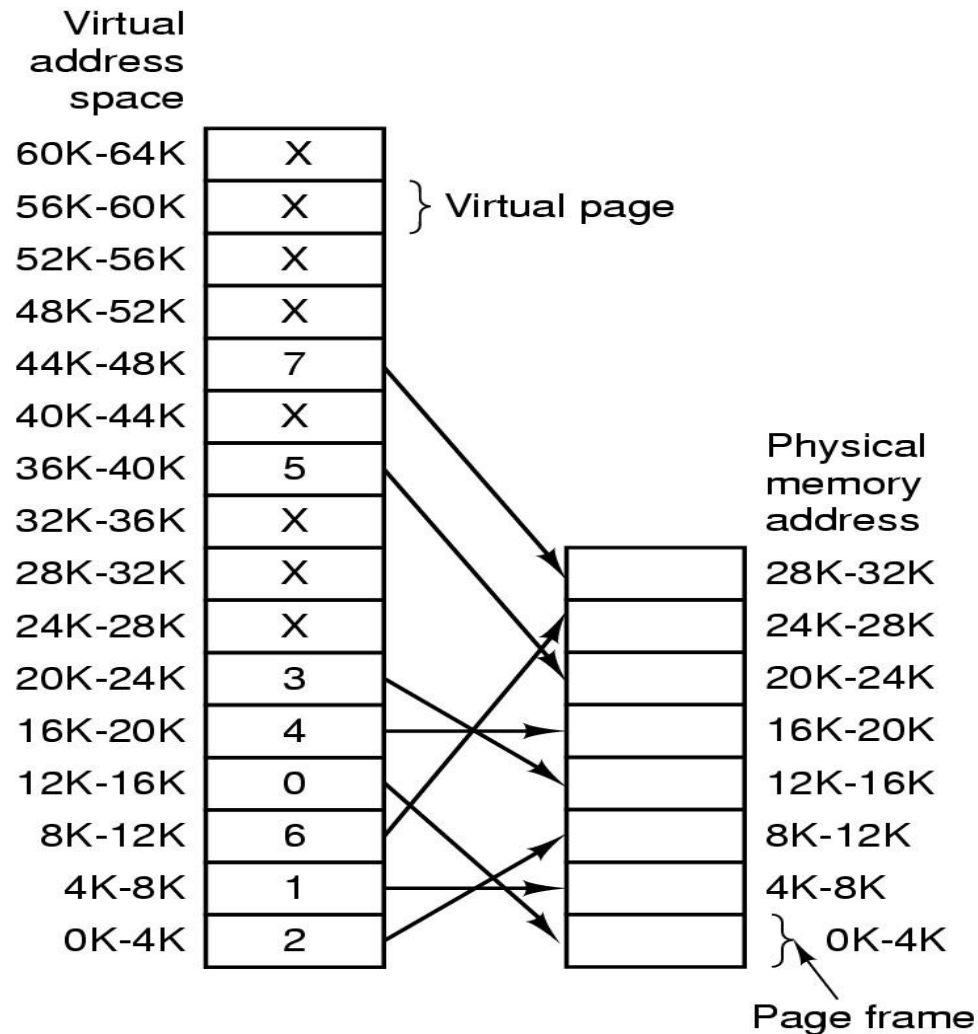 Virtual
address
space
60K-64K X
56K-60K X Virtual page
52K-56K X
48K-52K X
44K-48K 7
40K-44K X
36K-40K 5
32K-36K X
28K-32K X
24K-28K X
20K-24K 3
16K-20K 4
12K-16K 0
8K-12K 6
4K-8K 1
0K-4K 2
Physical
memory
address
28K-32K
24K-28K
20K-24K
16K-20K
12K-16K
8K-12K
4K-8K
0K-4K
Page frame